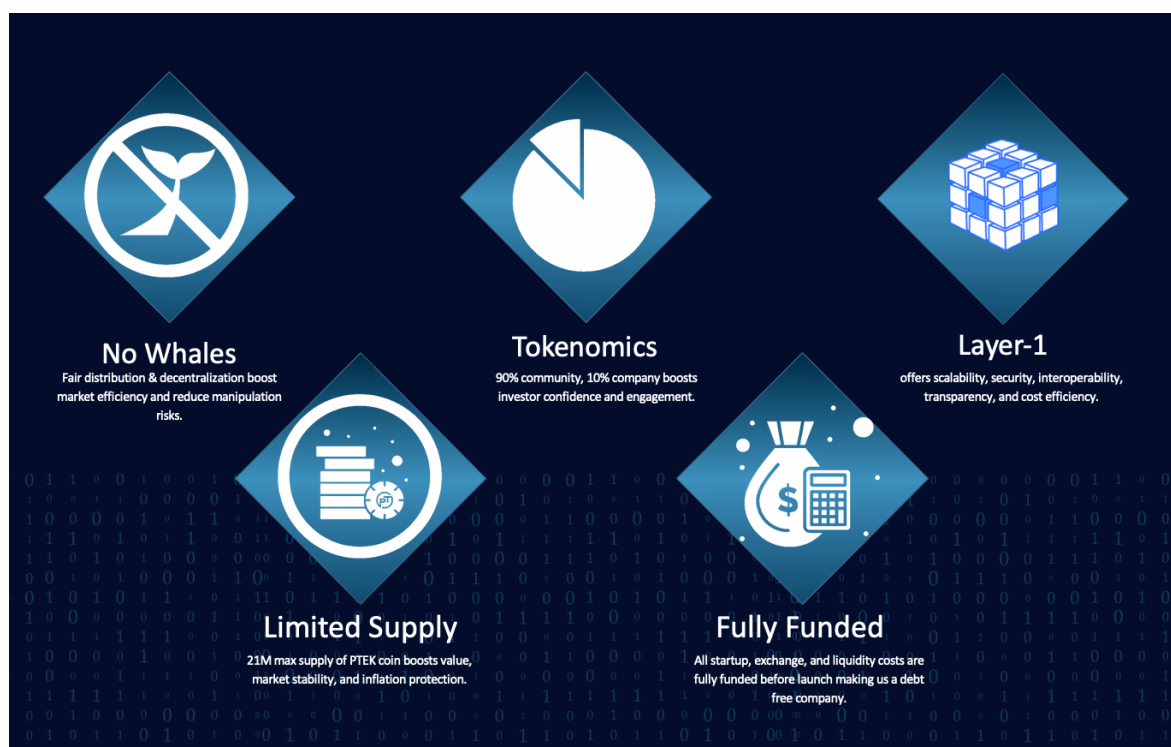 No Whales
Fair distribution & decentralization boost
market efficiency and reduce manipulation
risks.
Tokenomics
90% community, 10% company boosts
investor confidence and engagement.
Layer-1
offers scalability, security, interoperability,
transparency, and cost efficiency.
PT
$
Limited Supply
21M max supply of PTEK coin boosts value,
market stability, and inflation protection.
Fully Funded
All startup, exchange, and liquidity costs are
fully funded before launch making us a debt
free company.